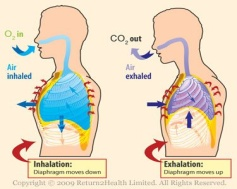 O2 in
Air
inhaled
Inhalation:
Diaphragm moves down
CO2 out
Air
exhaled
Exhalation:
Diaphragm moves up
Copyright © 2009 Return2Health Limited. All Rights Reserved.